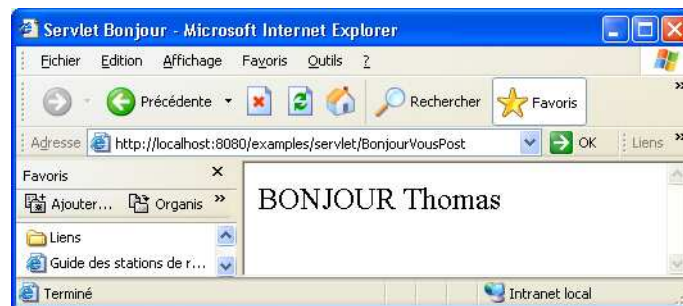 Servlet Bonjour - Microsoft Internet Explorer
Fichier Edition Affichage Favoris Outils ?
Précédente Rechercher Favoris »
Adresse http://localhost:8080/examples/servlet/BonjourVousPost OK Liens »
Favoris ×
Ajouter... Organis »
Liens
Guide des stations de r...
BONJOUR Thomas
Terminé Intranet local